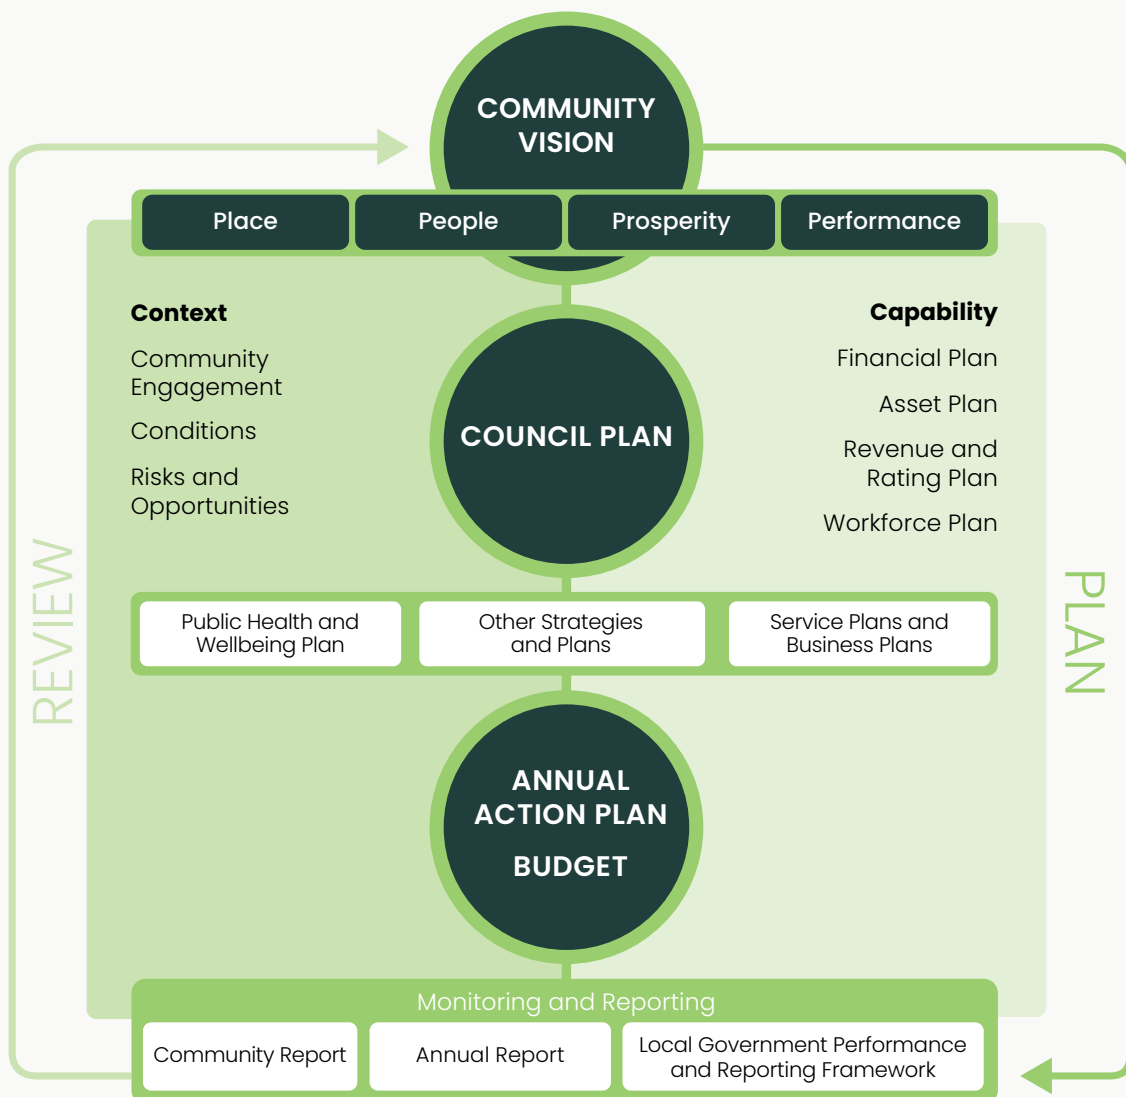 COMMUNITY
VISION
Place
People
Prosperity
Performance
Context
Community
Engagement
Conditions
Risks and
Opportunities
Capability
Financial Plan
Asset Plan
Revenue and
Rating Plan
Workforce Plan
COUNCIL PLAN
REVIEW
PLAN
Public Health and
Wellbeing Plan
Other Strategies
and Plans
Service Plans and
Business Plans
ANNUAL
ACTION PLAN
BUDGET
Monitoring and Reporting
Community Report
Annual Report
Local Government Performance
and Reporting Framework